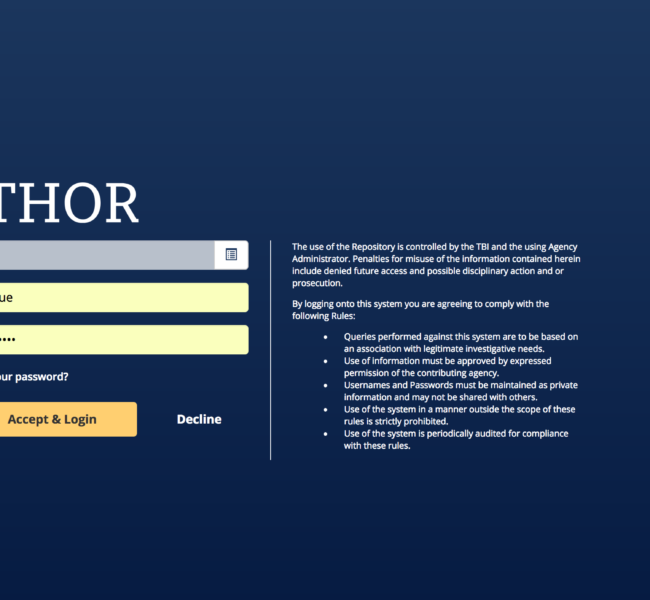 THOR
ue
••••
ur password?
Accept & Login
Decline
The use of the Repository is controlled by the TBI and the using Agency
Administrator. Penalties for misuse of the information contained herein
include denied future access and possible disciplinary action and or
prosecution.
By logging onto this system you are agreeing to comply with the
following Rules:
• Queries performed against this system are to be based on
an association with legitimate investigative needs.
• Use of information must be approved by expressed
permission of the contributing agency.
• Usernames and Passwords must be maintained as private
information and may not be shared with others.
• Use of the system in a manner outside the scope of these
rules is strictly prohibited.
• Use of the system is periodically audited for compliance
with these rules.